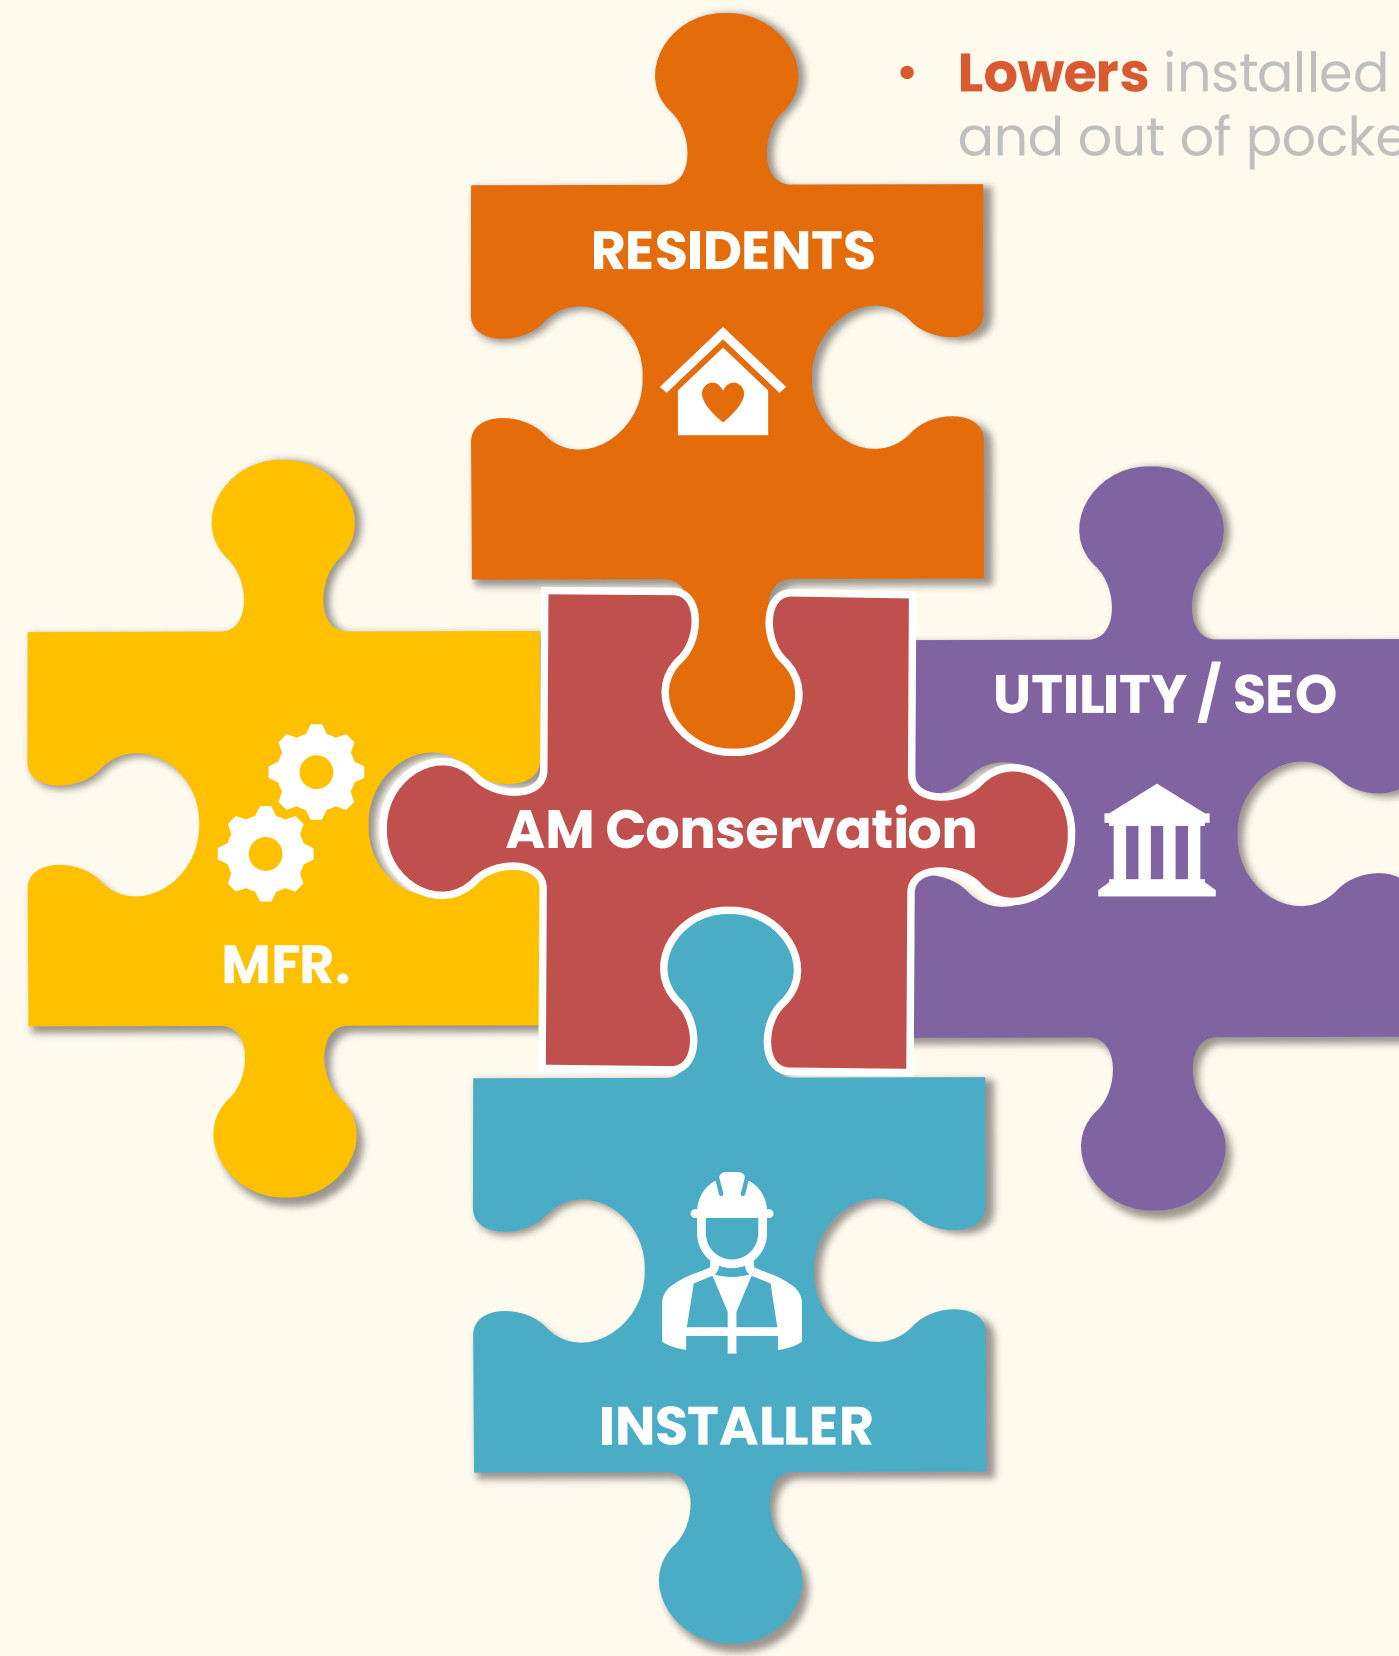 • Lowers installed
and out of pocke
RESIDENTS
UTILITY / SEO
AM Conservation
MFR.
INSTALLER